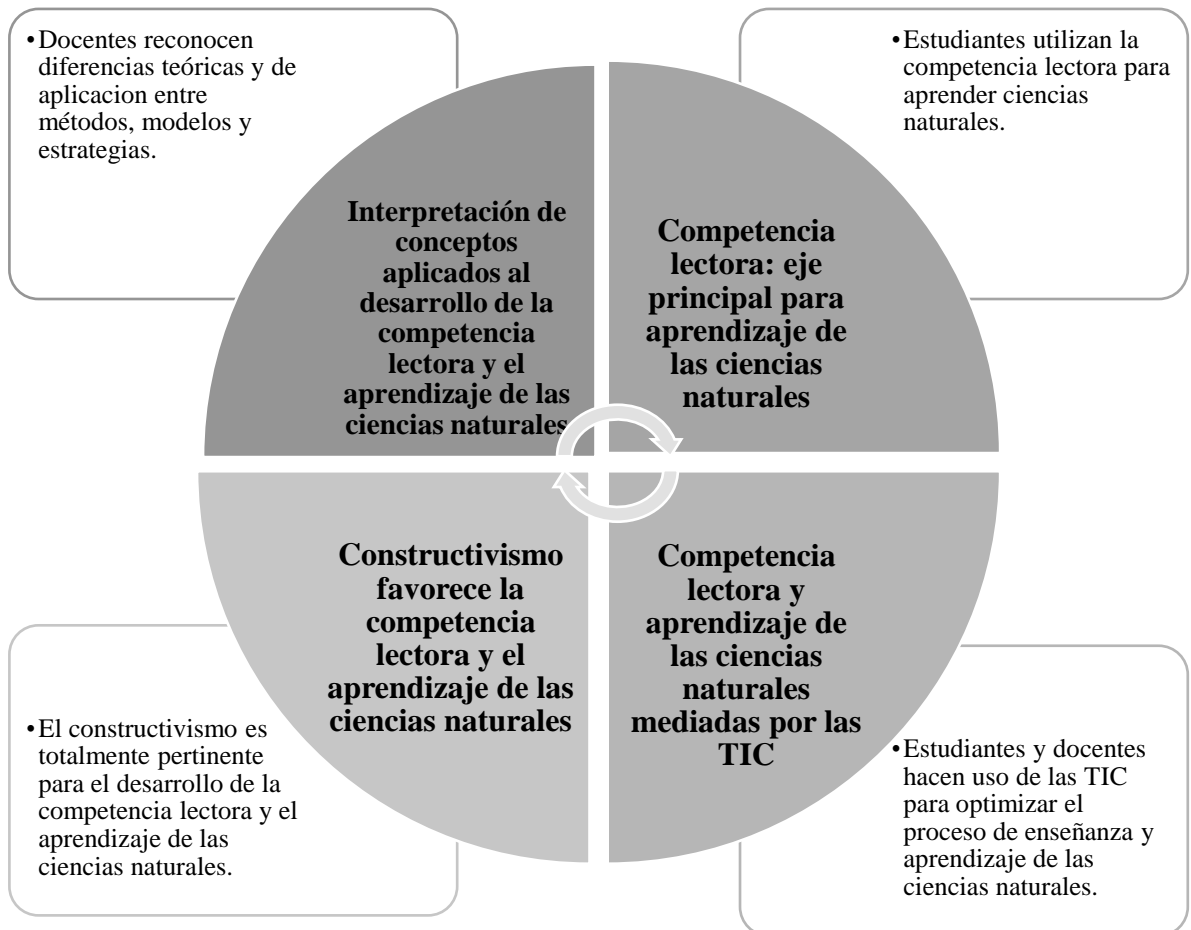 •Docentes reconocen
diferencias teóricas y de
aplicacion entre
métodos, modelos y
estrategias.
•Estudiantes utilizan la
competencia lectora para
aprender ciencias
naturales.
Interpretación de
conceptos
aplicados al
desarrollo de la
competencia
lectora y el
aprendizaje de las
ciencias naturales
Competencia
lectora: eje
principal para
aprendizaje de
las ciencias
naturales
Constructivismo
favorece la
competencia
lectora y el
aprendizaje de las
ciencias naturales
Competencia
lectora y
aprendizaje de
las ciencias
naturales
mediadas por las
TIC
•El constructivismo es
totalmente pertinente
para el desarrollo de la
competencia lectora y el
aprendizaje de las
ciencias naturales.
•Estudiantes y docentes
hacen uso de las TIC
para optimizar el
proceso de enseñanza y
aprendizaje de las
ciencias naturales.